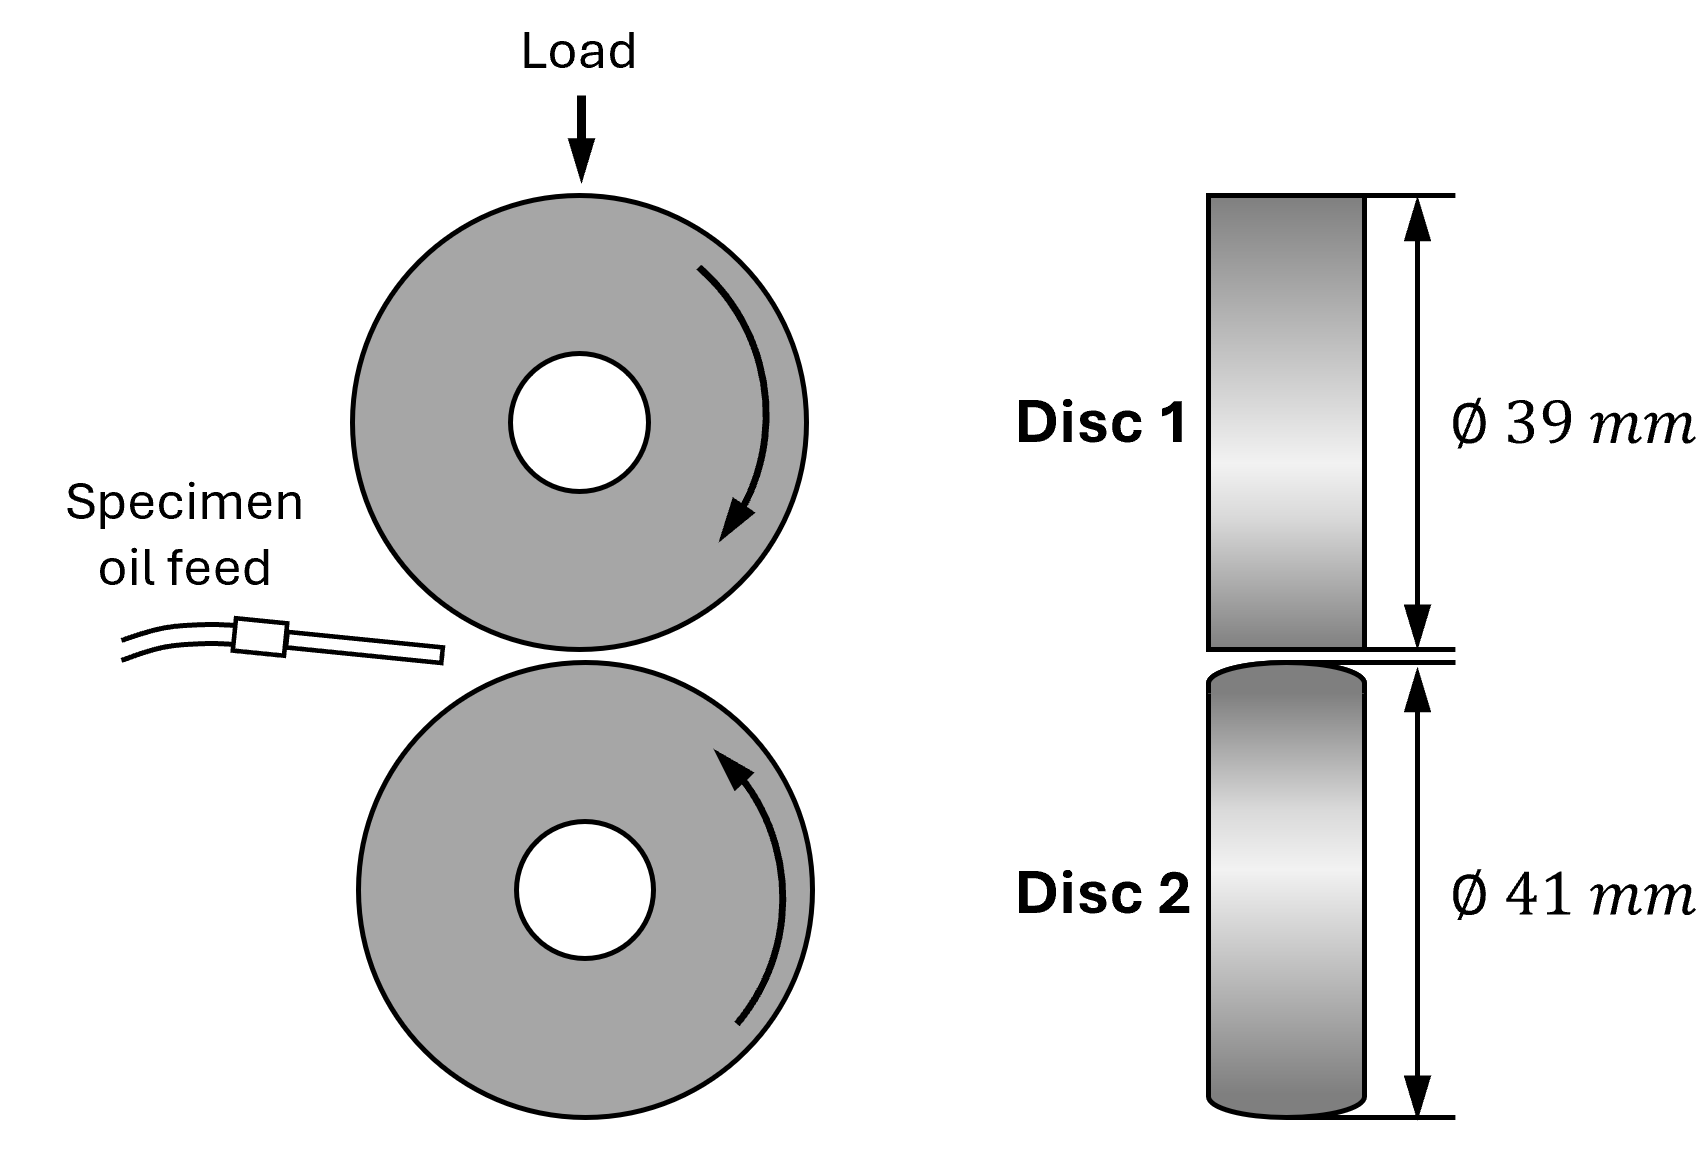 Load
Specimen
oil feed
Disc 1
∅ 39 mm
Disc 2
∅ 41 mm